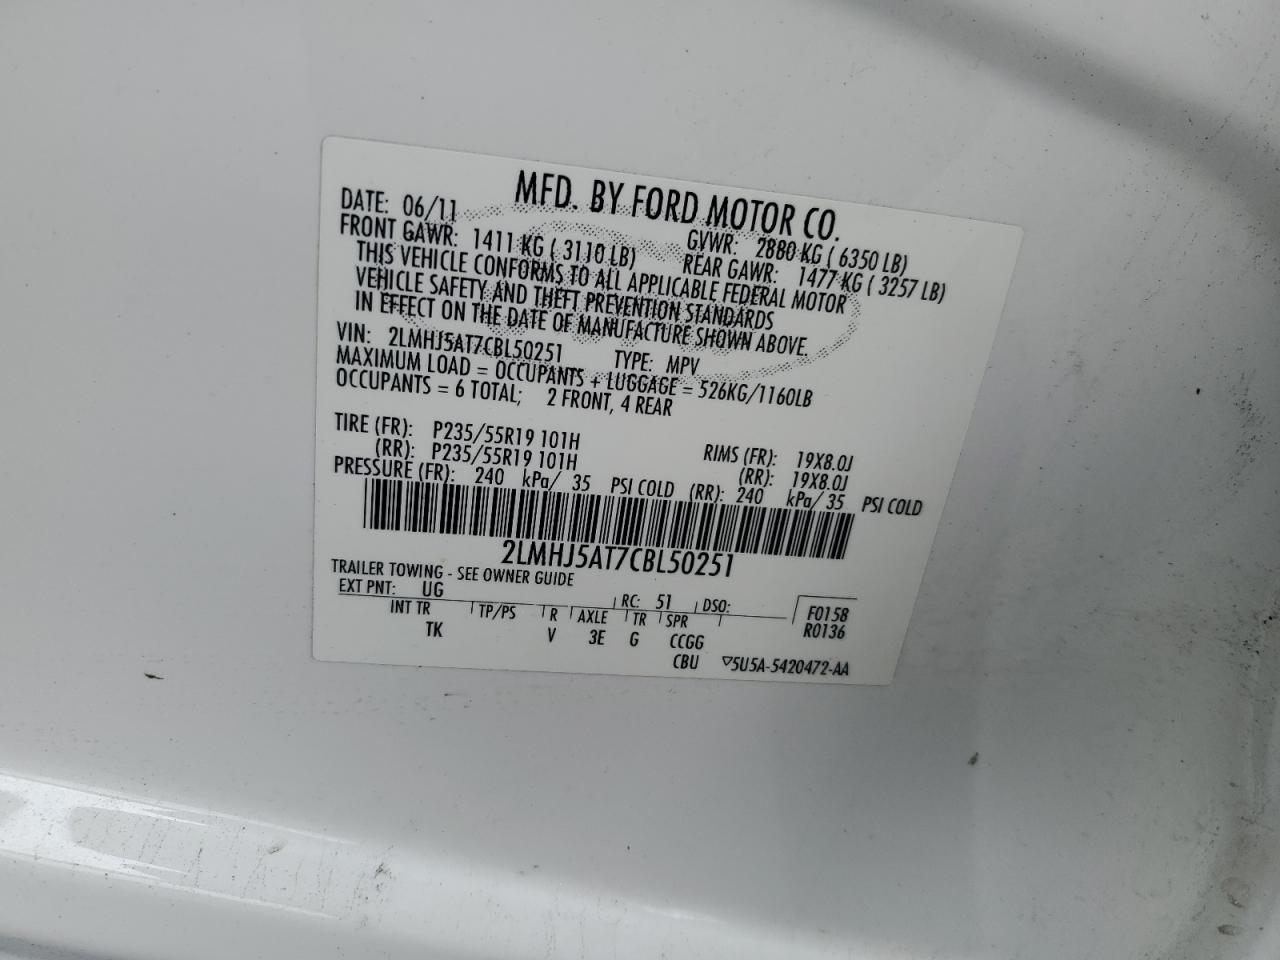 MFD. BY FORD MOTOR CO.
DATE: 06/11 GVWR: 2880 KG ( 6350 LB)
FRONT GAWR: 1411 KG ( 3110 LB) REAR GAWR: 1477 KG ( 3257 LB)
THIS VEHICLE CONFORMS TO ALL APPLICABLE FEDERAL MOTOR
VEHICLE SAFETY AND THEFT PREVENTION STANDARDS
IN EFFECT ON THE DATE OF MANUFACTURE SHOWN ABOVE.
VIN: 2LMHJ5AT7CBL50251 TYPE: MPV
MAXIMUM LOAD = OCCUPANTS + LUGGAGE = 526KG/1160LB
OCCUPANTS = 6 TOTAL; 2 FRONT, 4 REAR
TIRE (FR): P235/55R19 101H RIMS (FR): 19X8.0J
(RR): P235/55R19 101H (RR): 19X8.0J
PRESSURE (FR): 240 kPa/ 35 PSI COLD (RR): 240 kPa/ 35 PSI COLD
2LMHJ5AT7CBL50251
TRAILER TOWING - SEE OWNER GUIDE
EXT PNT: UG RC: 51 DSO: F0158
INT TR TP/PS R AXLE TR SPR R0136
TK V 3E G CCGG
CBU ▽5U5A-5420472-AA